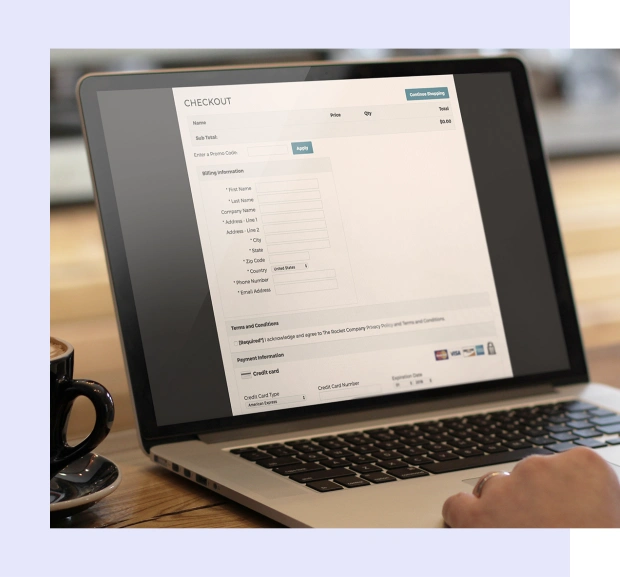 CHECKOUT
Continue Shopping
Name Price Qty Total
Sub Total: $0.00
Enter a Promo Code: Apply
Billing Information
* First Name
* Last Name
Company Name
* Address - Line 1
Address - Line 2
* City
* State
* Zip Code
* Country United States
* Phone Number
* Email Address
Terms and Conditions
(Required*) I acknowledge and agree to The Rocket Company Privacy Policy and Terms and Conditions.
Payment Information
Credit card
VISA
Credit Card Type Credit Card Number Expiration Date
American Express